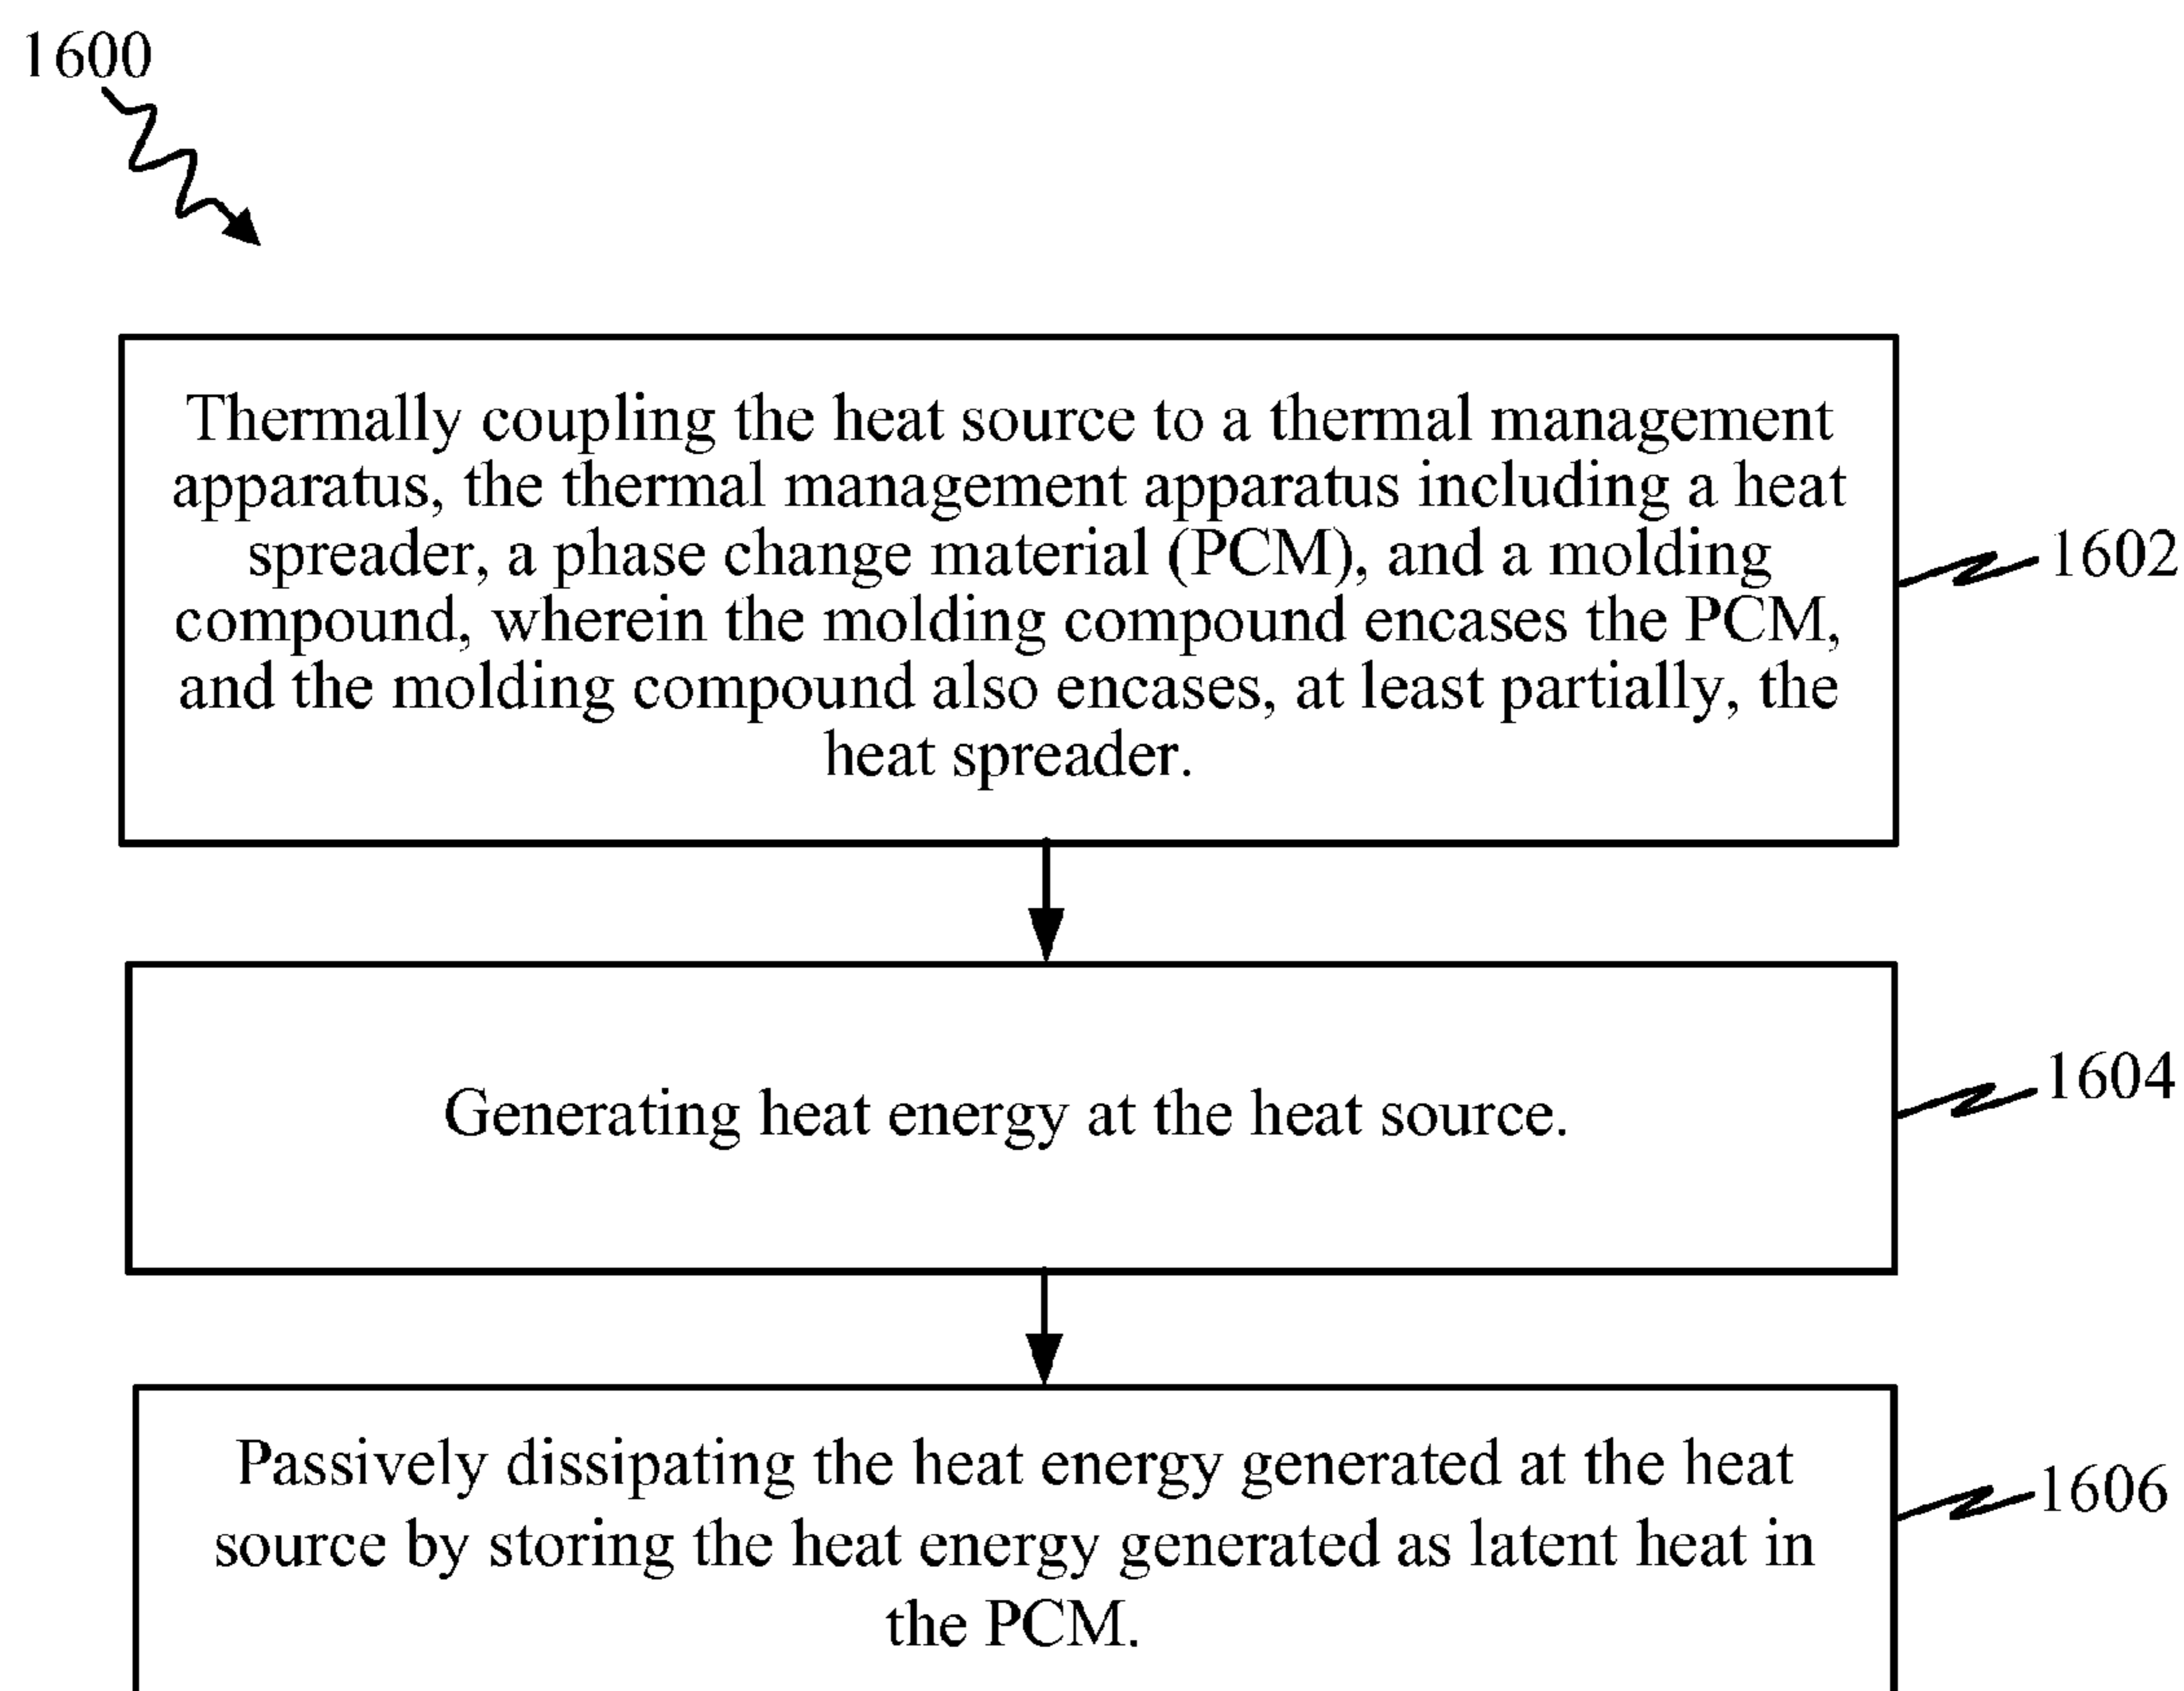 1600
Thermally coupling the heat source to a thermal management
apparatus, the thermal management apparatus including a heat
spreader, a phase change material (PCM), and a molding
compound, wherein the molding compound encases the PCM,
and the molding compound also encases, at least partially, the
heat spreader.
1602
Generating heat energy at the heat source.
1604
Passively dissipating the heat energy generated at the heat
source by storing the heat energy generated as latent heat in
the PCM.
1606